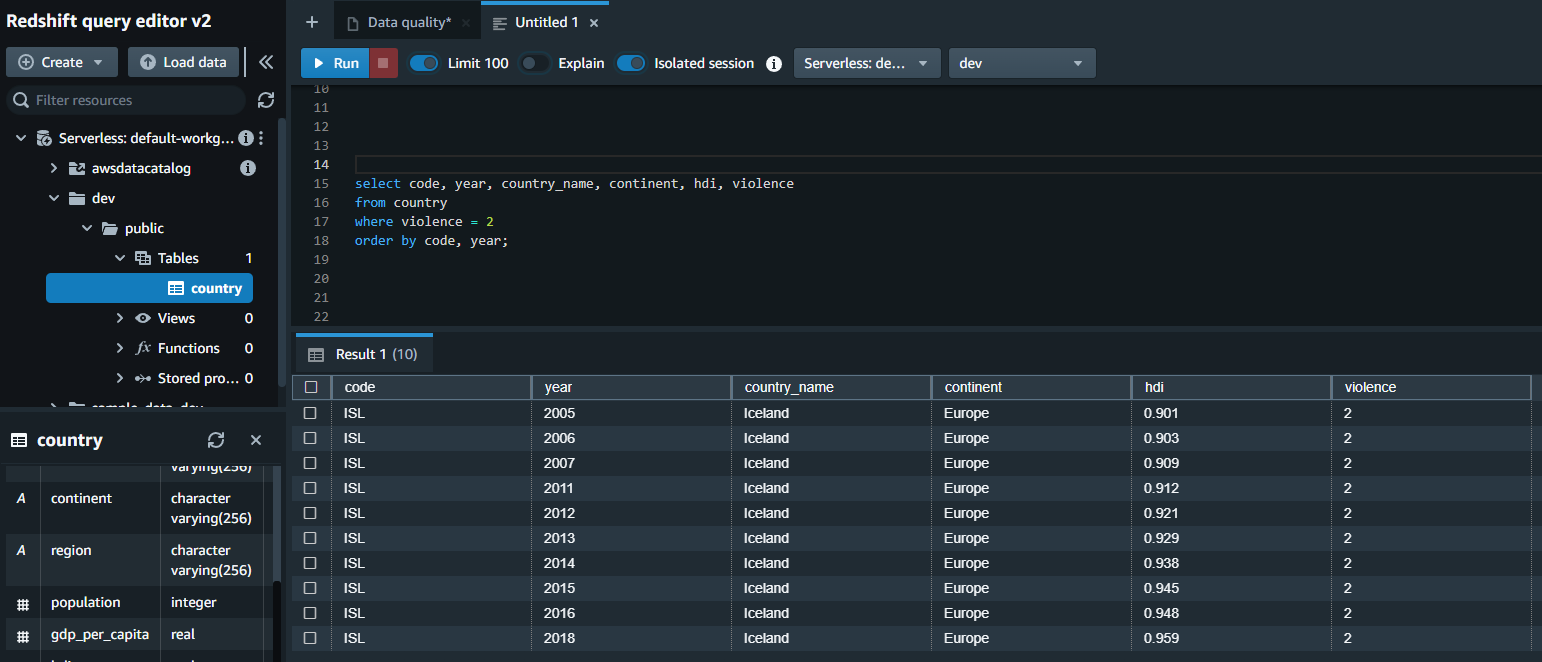 Redshift query editor v2
Create
Load data
Filter resources
Serverless: default-workg...
awsdatacatalog
dev
public
Tables 1
country
Views 0
Functions 0
Stored pro... 0
country
varying(256)
A continent character
varying(256)
A region character
varying(256)
population integer
gdp_per_capita real
Data quality*
Untitled 1
Run
Limit 100
Explain
Isolated session
Serverless: de...
dev
10
11
12
13
14
15 select code, year, country_name, continent, hdi, violence
16 from country
17 where violence = 2
18 order by code, year;
19
20
21
22
Result 1 (10)
code year country_name continent hdi violence
ISL 2005 Iceland Europe 0.901 2
ISL 2006 Iceland Europe 0.903 2
ISL 2007 Iceland Europe 0.909 2
ISL 2011 Iceland Europe 0.912 2
ISL 2012 Iceland Europe 0.921 2
ISL 2013 Iceland Europe 0.929 2
ISL 2014 Iceland Europe 0.938 2
ISL 2015 Iceland Europe 0.945 2
ISL 2016 Iceland Europe 0.948 2
ISL 2018 Iceland Europe 0.959 2